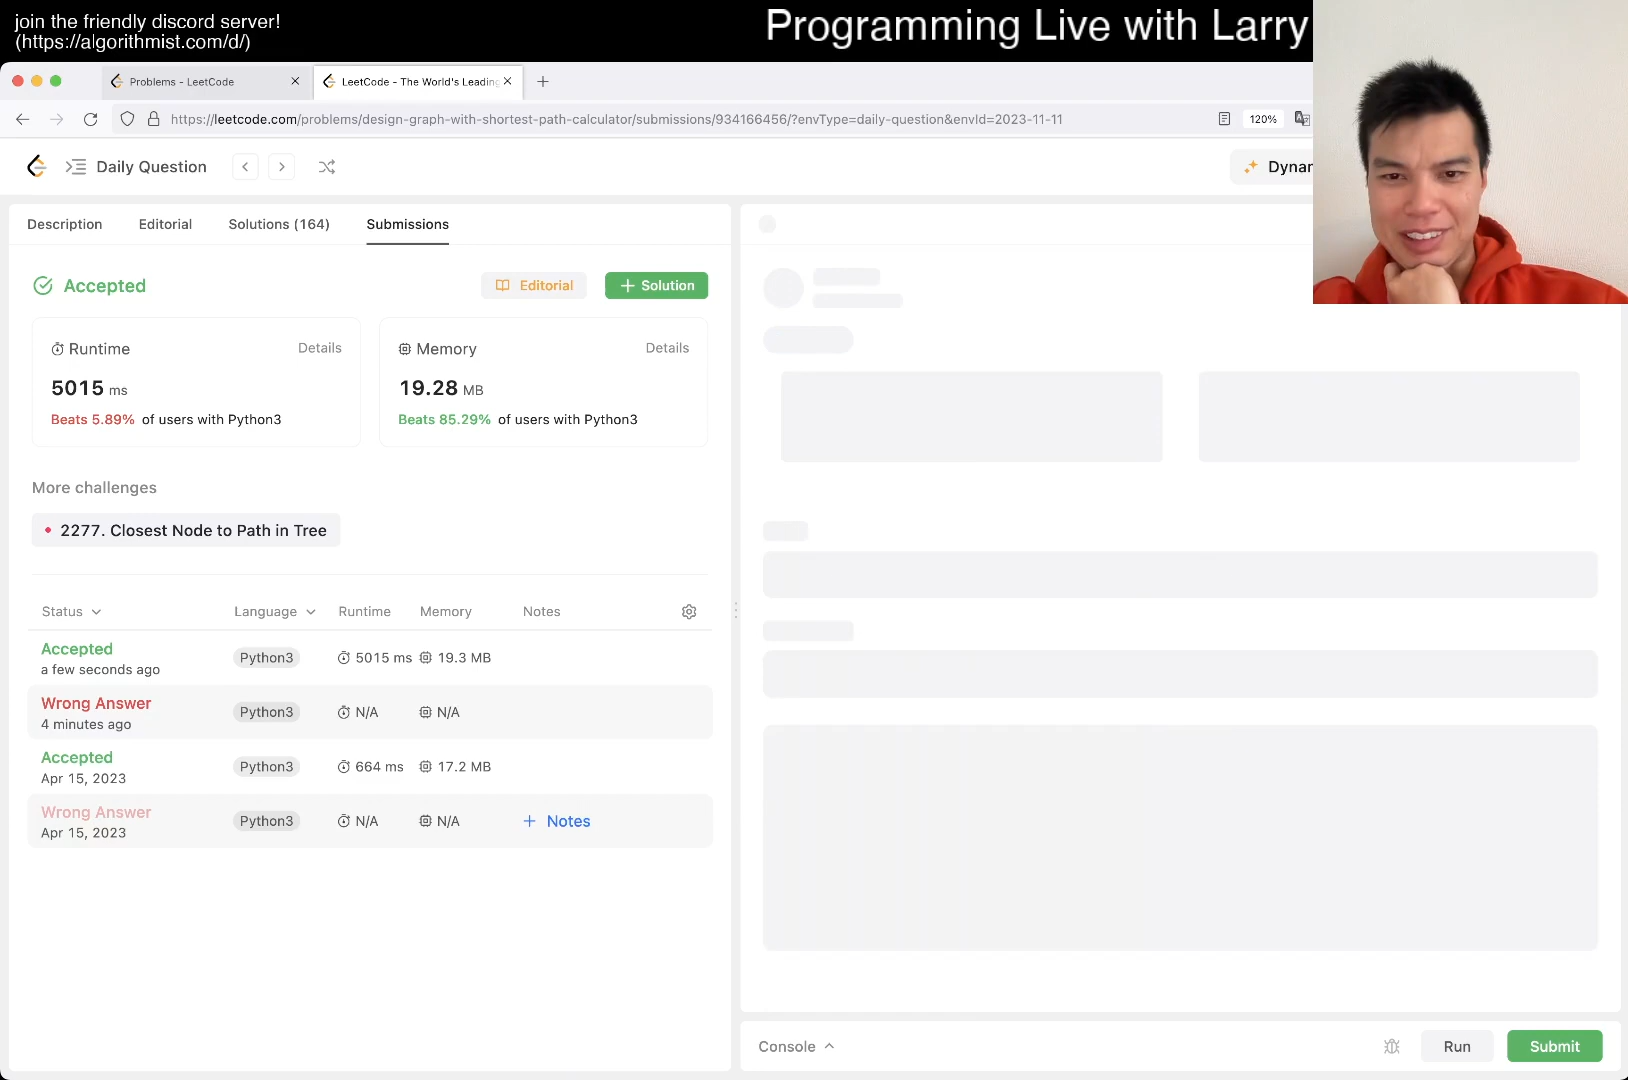 join the friendly discord server!
(https://algorithmist.com/d/)
Programming Live with Larry
Problems - LeetCode
LeetCode - The World's Leading
https://leetcode.com/problems/design-graph-with-shortest-path-calculator/submissions/934166456/?envType=daily-question&envId=2023-11-11
120%
Daily Question
Dynam
Description Editorial Solutions (164) Submissions
Accepted
Editorial
Solution
Runtime Details
5015 ms
Beats 5.89% of users with Python3
Memory Details
19.28 MB
Beats 85.29% of users with Python3
More challenges
2277. Closest Node to Path in Tree
Status Language Runtime Memory Notes
Accepted
a few seconds ago
Python3 5015 ms 19.3 MB
Wrong Answer
4 minutes ago
Python3 N/A N/A
Accepted
Apr 15, 2023
Python3 664 ms 17.2 MB
Wrong Answer
Apr 15, 2023
Python3 N/A N/A + Notes
Console
Run
Submit